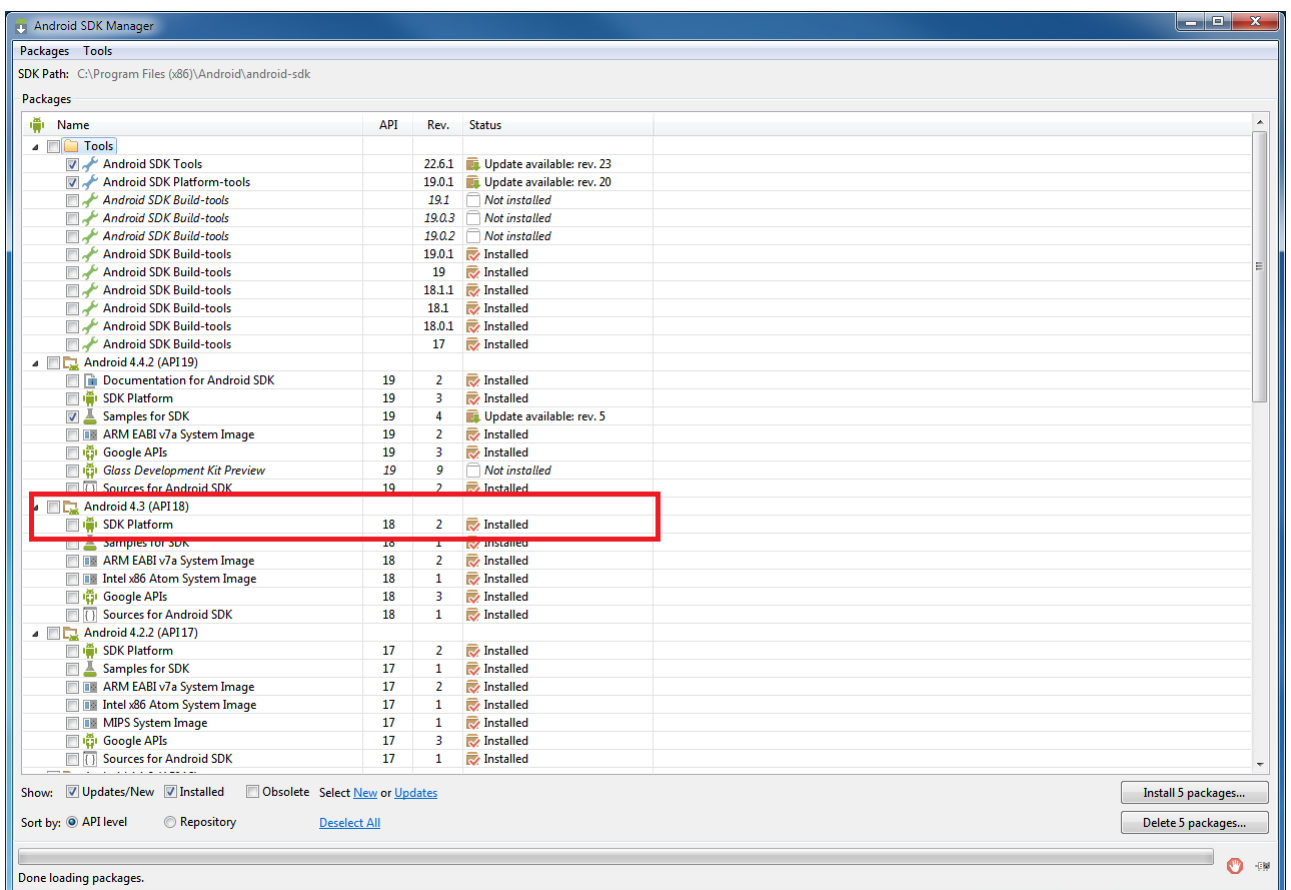 Android SDK Manager
Packages Tools
SDK Path: C:\Program Files (x86)\Android\android-sdk
Packages
Name API Rev. Status
Tools
Android SDK Tools 22.6.1 Update available: rev. 23
Android SDK Platform-tools 19.0.1 Update available: rev. 20
Android SDK Build-tools 19.1 Not installed
Android SDK Build-tools 19.0.3 Not installed
Android SDK Build-tools 19.0.2 Not installed
Android SDK Build-tools 19.0.1 Installed
Android SDK Build-tools 19 Installed
Android SDK Build-tools 18.1.1 Installed
Android SDK Build-tools 18.1 Installed
Android SDK Build-tools 18.0.1 Installed
Android SDK Build-tools 17 Installed
Android 4.4.2 (API 19)
Documentation for Android SDK 19 2 Installed
SDK Platform 19 3 Installed
Samples for SDK 19 4 Update available: rev. 5
ARM EABI v7a System Image 19 2 Installed
Google APIs 19 3 Installed
Glass Development Kit Preview 19 9 Not installed
Sources for Android SDK 19 2 Installed
Android 4.3 (API 18)
SDK Platform 18 2 Installed
Samples for SDK 18 1 Installed
ARM EABI v7a System Image 18 2 Installed
Intel x86 Atom System Image 18 1 Installed
Google APIs 18 3 Installed
Sources for Android SDK 18 1 Installed
Android 4.2.2 (API 17)
SDK Platform 17 2 Installed
Samples for SDK 17 1 Installed
ARM EABI v7a System Image 17 2 Installed
Intel x86 Atom System Image 17 1 Installed
MIPS System Image 17 1 Installed
Google APIs 17 3 Installed
Sources for Android SDK 17 1 Installed
Show: Updates/New Installed Obsolete Select New or Updates Install 5 packages...
Sort by: API level Repository Deselect All Delete 5 packages...
Done loading packages.